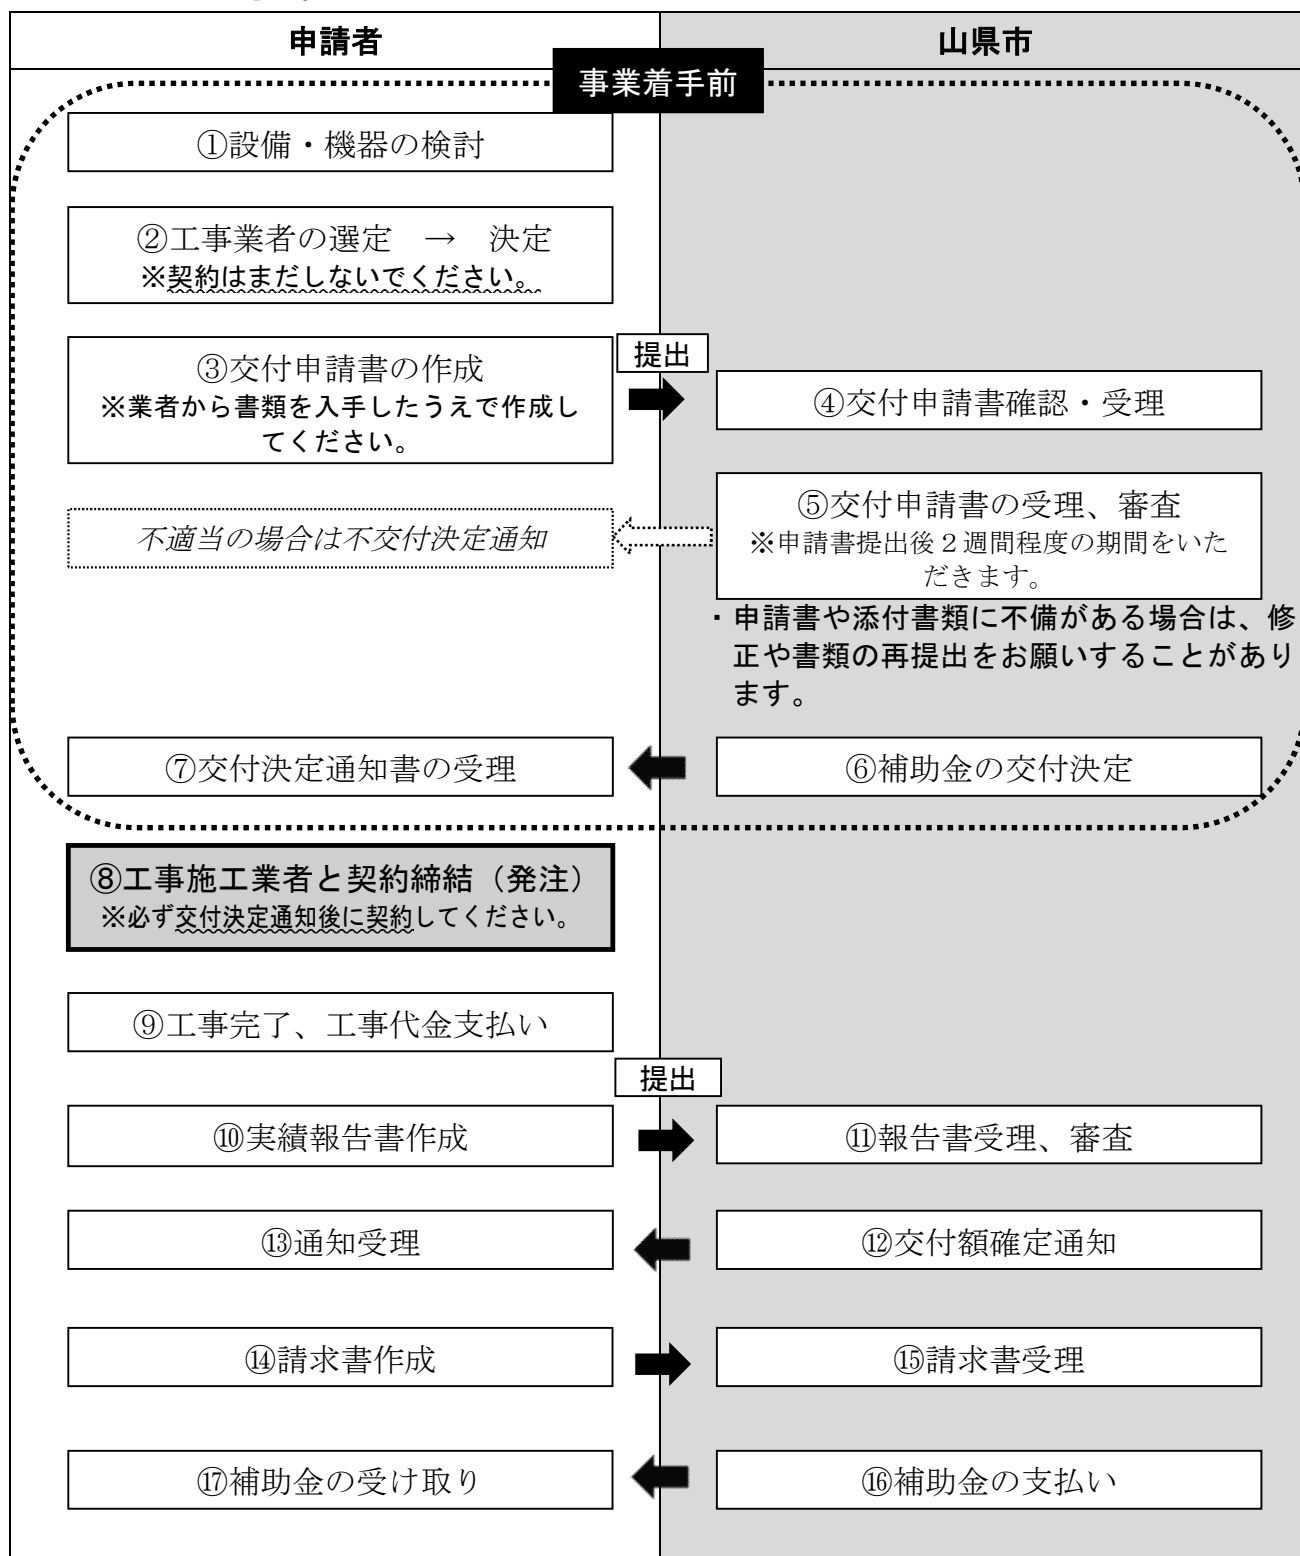 申請者
山県市
事業着手前
①設備・機器の検討
②工事業者の選定　→　決定
※契約はまだしないでください。
③交付申請書の作成
※業者から書類を入手したうえで作成し
てください。
提出
④交付申請書確認・受理
⑤交付申請書の受理、審査
※申請書提出後２週間程度の期間をいた
だきます。
不適当の場合は不交付決定通知
・申請書や添付書類に不備がある場合は、修
正や書類の再提出をお願いすることがあり
ます。
⑦交付決定通知書の受理
⑥補助金の交付決定
⑧工事施工業者と契約締結（発注）
※必ず交付決定通知後に契約してください。
⑨工事完了、工事代金支払い
提出
⑩実績報告書作成
⑪報告書受理、審査
⑬通知受理
⑫交付額確定通知
⑭請求書作成
⑮請求書受理
⑰補助金の受け取り
⑯補助金の支払い